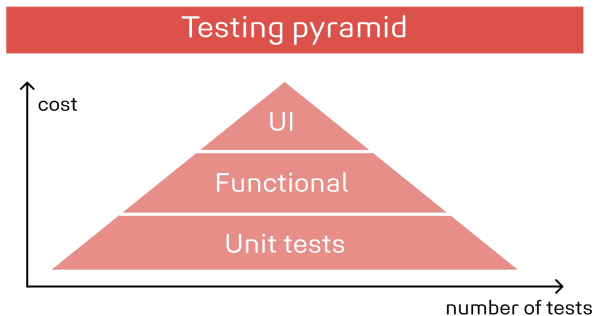 Testing pyramid
cost
UI
Functional
Unit tests
number of tests